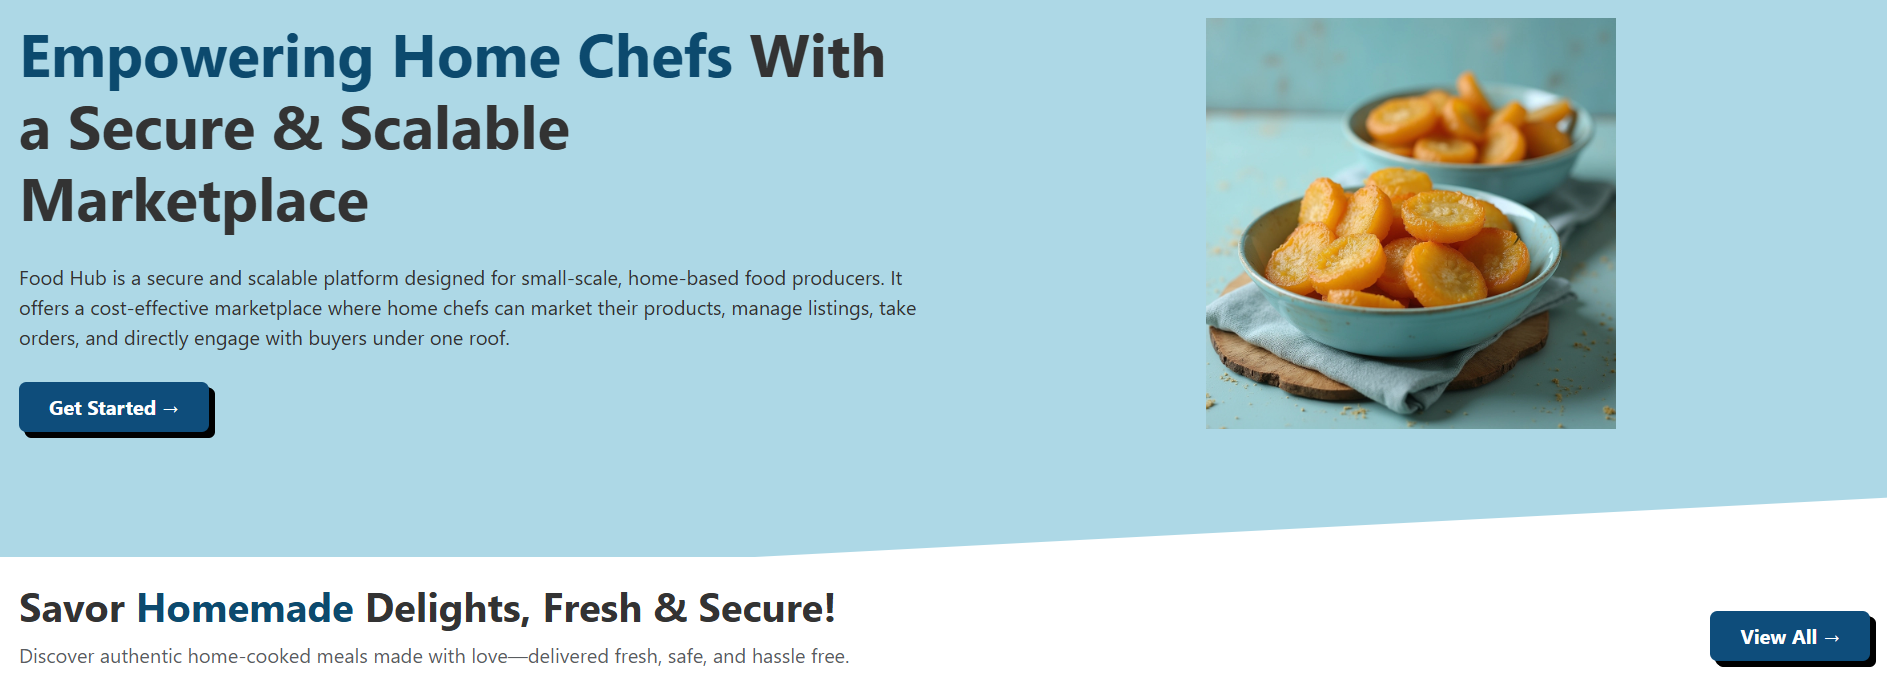 Empowering Home Chefs With
a Secure & Scalable
Marketplace
Food Hub is a secure and scalable platform designed for small-scale, home-based food producers. It
offers a cost-effective marketplace where home chefs can market their products, manage listings, take
orders, and directly engage with buyers under one roof.
Get Started →
Savor Homemade Delights, Fresh & Secure!
Discover authentic home-cooked meals made with love—delivered fresh, safe, and hassle free.
View All →